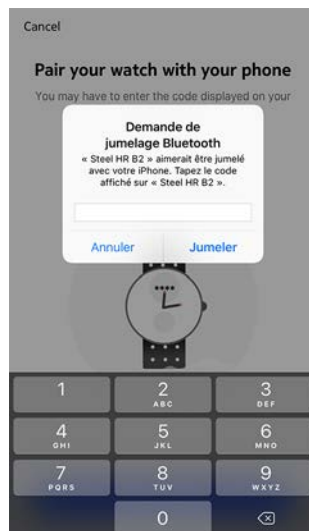 Cancel
Pair your watch with your phone
You may have to enter the code displayed on your
Demande de
jumelage Bluetooth
« Steel HR B2 » aimerait être jumelé
avec votre iPhone. Tapez le code
affiché sur « Steel HR B2 ».
Annuler Jumeler
1 2 3
ABC DEF
4 5 6
GHI JKL MNO
7 8 9
PQRS TUV WXYZ
0